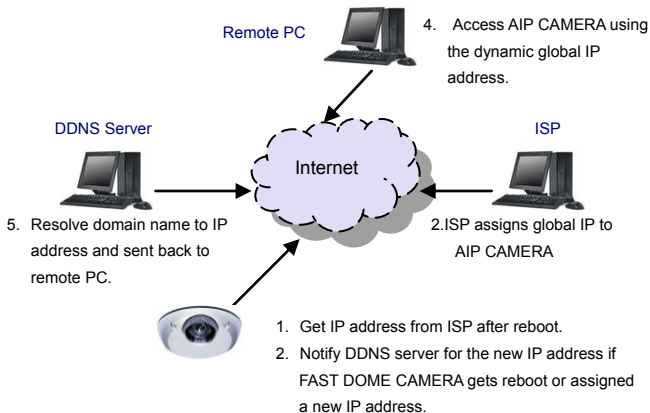 Remote PC
4. Access AIP CAMERA using
the dynamic global IP
address.
DDNS Server
ISP
Internet
5. Resolve domain name to IP
address and sent back to
remote PC.
2.ISP assigns global IP to
AIP CAMERA
1. Get IP address from ISP after reboot.
2. Notify DDNS server for the new IP address if
FAST DOME CAMERA gets reboot or assigned
a new IP address.